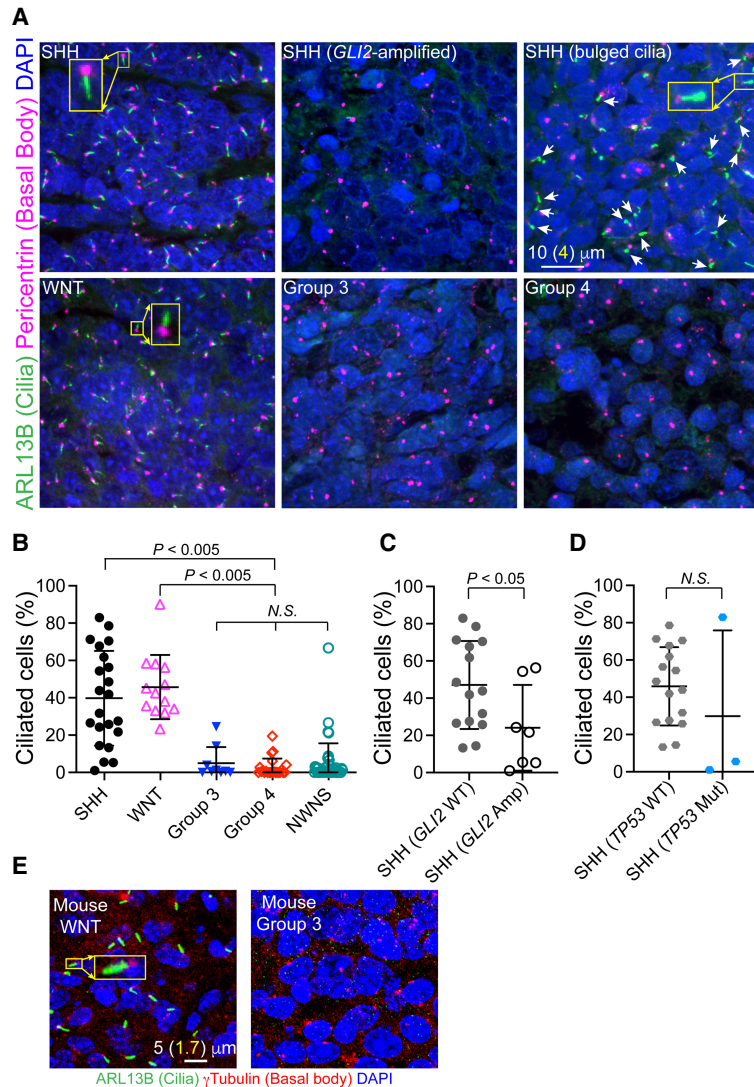 A
ARL13B (Cilia) Pericentrin (Basal Body) DAPI
SHH
SHH (GLI2-amplified)
SHH (bulged cilia)
10 (4) μm
WNT
Group 3
Group 4
B
P < 0.005
P < 0.005
N.S.
Ciliated cells (%)
100
80
60
40
20
0
SHH
WNT
Group 3
Group 4
NWNS
C
P < 0.05
Ciliated cells (%)
100
80
60
40
20
0
SHH (GLI2 WT)
SHH (GLI2 Amp)
D
N.S.
Ciliated cells (%)
100
80
60
40
20
0
SHH (TP53 WT)
SHH (TP53 Mut)
E
Mouse
WNT
5 (1.7) μm
Mouse
Group 3
ARL13B (Cilia) γTubulin (Basal body) DAPI